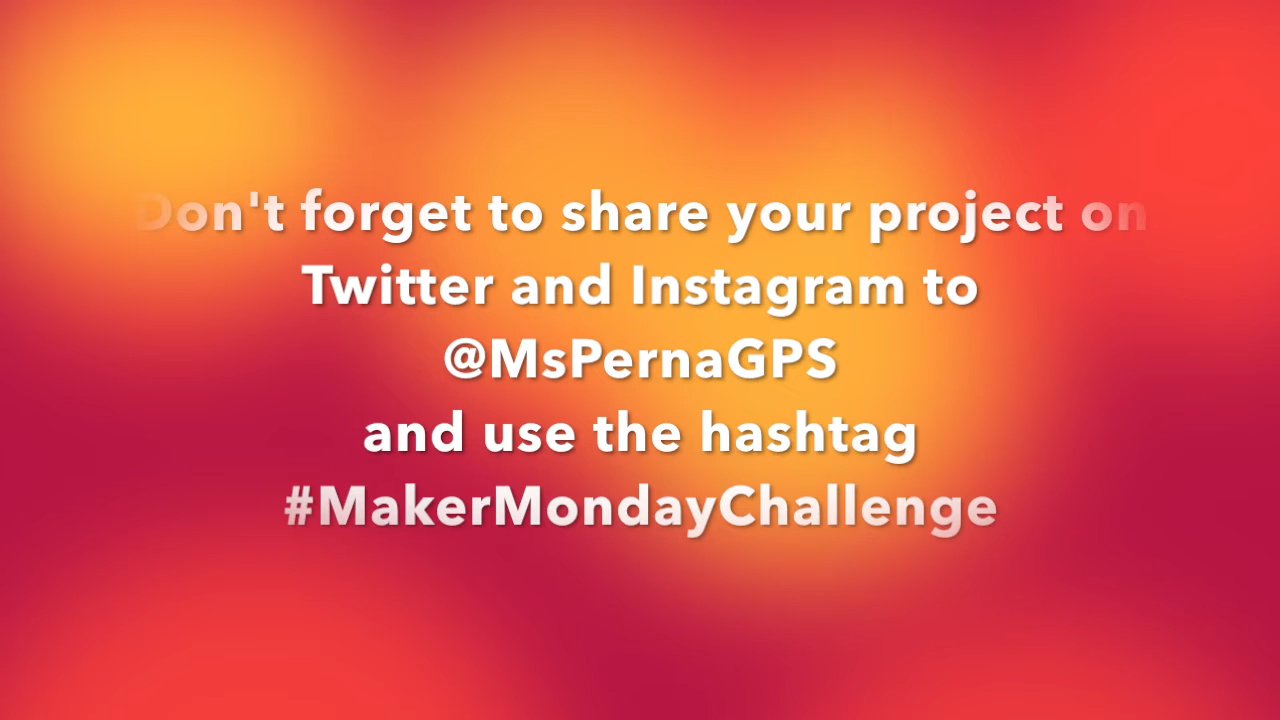 Don't forget to share your project on
Twitter and Instagram to
@MsPernaGPS
and use the hashtag
#MakerMondayChallenge